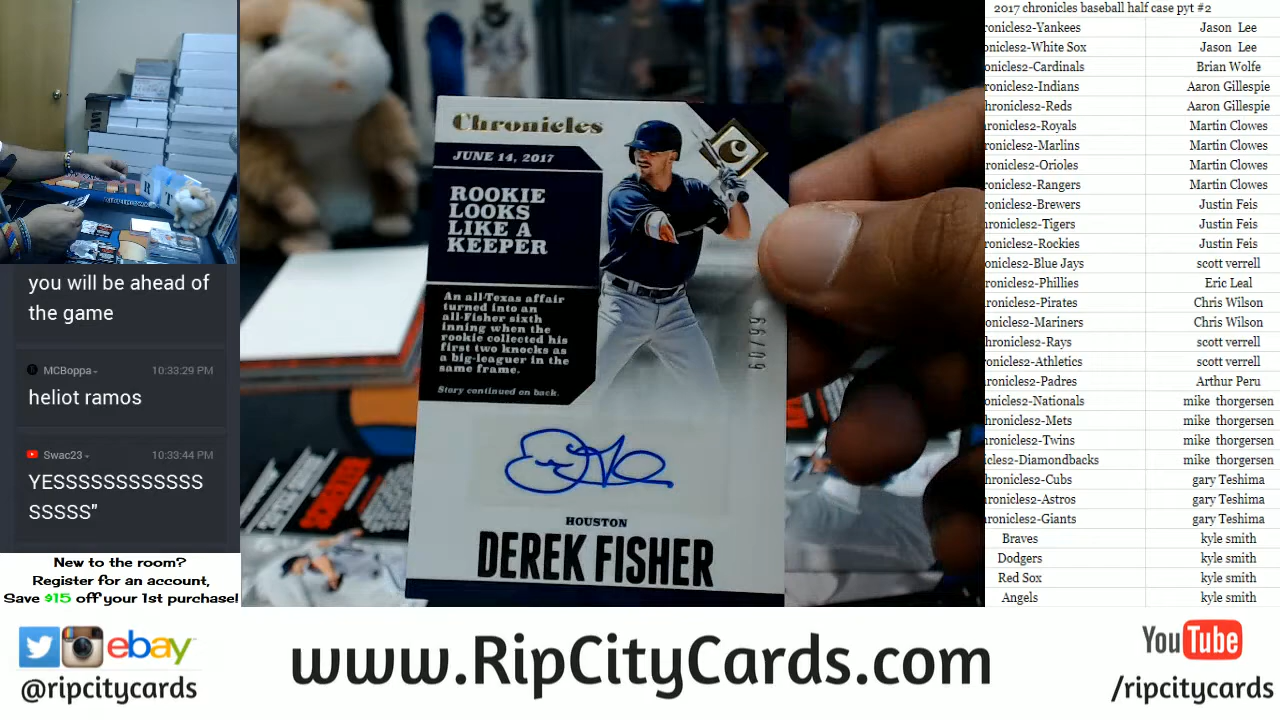 you will be ahead of
the game
MCBoppa
10:33:29 PM
heliot ramos
Swac23
10:33:44 PM
YESSSSSSSSSSSS
SSSSS"
New to the room?
Register for an account,
Save $15 off your 1st purchase!
Chronicles
C
JUNE 14, 2017
ROOKIE
LOOKS
LIKE A
KEEPER
An all-Texas affair
turned into an
all-Fisher sixth
inning when the
rookie collected his
first two knocks as
a big-leaguer in the
same frame.
Story continued on back.
HOUSTON
DEREK FISHER
2017 chronicles baseball half case pyt #2
ronicles2-Yankees Jason Lee
onicles2-White Sox Jason Lee
ronicles2-Cardinals Brian Wolfe
ronicles2-Indians Aaron Gillespie
hronicles2-Reds Aaron Gillespie
ronicles2-Royals Martin Clowes
ronicles2-Marlins Martin Clowes
ronicles2-Orioles Martin Clowes
ronicles2-Rangers Martin Clowes
ronicles2-Brewers Justin Feis
ronicles2-Tigers Justin Feis
ronicles2-Rockies Justin Feis
ronicles2-Blue Jays scott verrell
ronicles2-Phillies Eric Leal
ronicles2-Pirates Chris Wilson
onicles2-Mariners Chris Wilson
hronicles2-Rays scott verrell
ronicles2-Athletics scott verrell
ronicles2-Padres Arthur Peru
onicles2-Nationals mike thorgersen
hronicles2-Mets mike thorgersen
ronicles2-Twins mike thorgersen
icles2-Diamondbacks mike thorgersen
hronicles2-Cubs gary Teshima
ronicles2-Astros gary Teshima
ronicles2-Giants gary Teshima
Braves kyle smith
Dodgers kyle smith
Red Sox kyle smith
Angels kyle smith
ebay
@ripcitycards
www.RipCityCards.com
YouTube
/ripcitycards